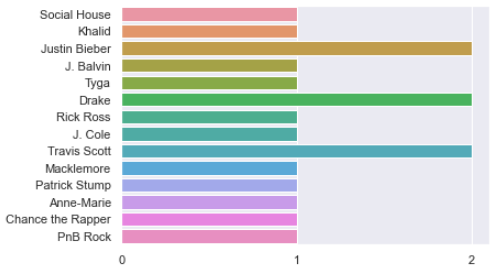 Social House
Khalid
Justin Bieber
J. Balvin
Tyga
Drake
Rick Ross
J. Cole
Travis Scott
Macklemore
Patrick Stump
Anne-Marie
Chance the Rapper
PnB Rock
0 1 2